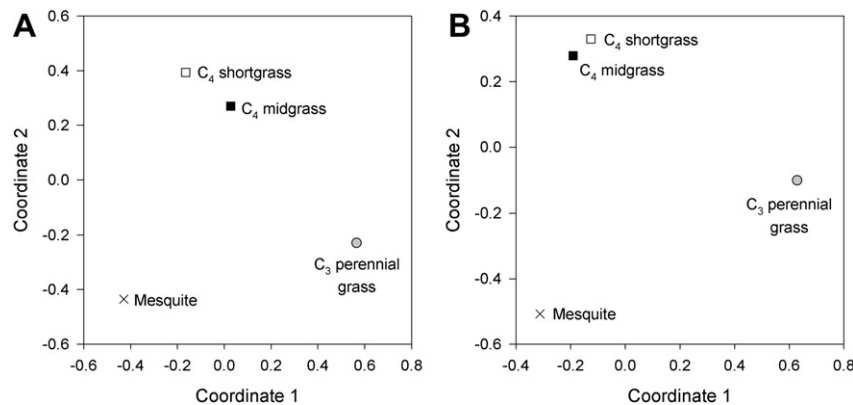 A
0.6
0.4
0.2
0.0
-0.2
-0.4
-0.6
Coordinate 2
C₄ shortgrass
C₄ midgrass
C₃ perennial
grass
Mesquite
-0.6 -0.4 -0.2 0.0 0.2 0.4 0.6 0.8
Coordinate 1
B
0.4
0.2
0.0
-0.2
-0.4
-0.6
Coordinate 2
C₄ shortgrass
C₄ midgrass
C₃ perennial
grass
Mesquite
-0.4 -0.2 0.0 0.2 0.4 0.6 0.8
Coordinate 1